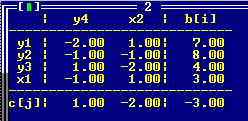 [▪] 2
¦ y4 x2¦ b[i]
y1 ¦ -2.00 1.00¦ 7.00
y2 ¦ -1.00 -1.00¦ 8.00
y3 ¦ 1.00 -2.00¦ 4.00
x1 ¦ -1.00 1.00¦ 3.00
c[j]¦ 1.00 -2.00¦ -3.00